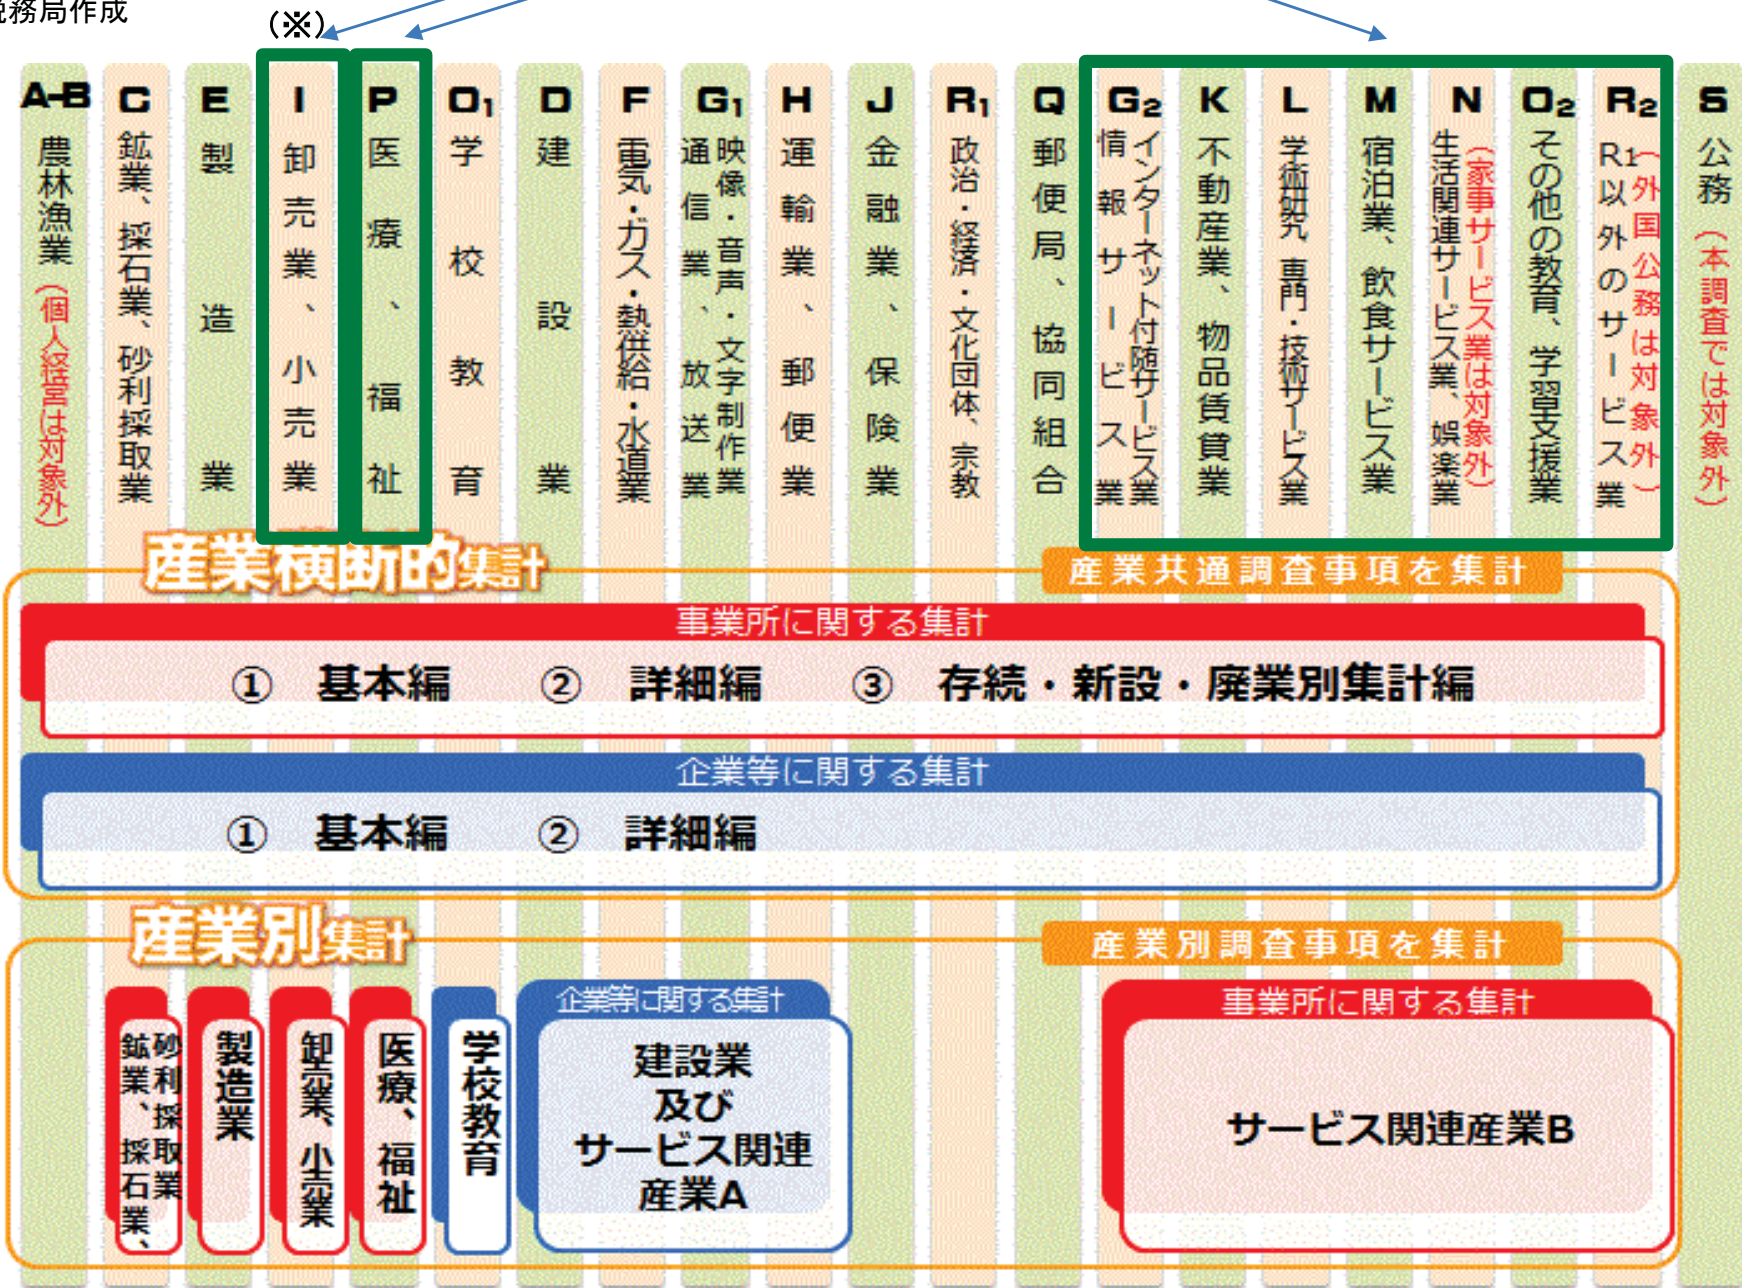 税務局作成
（※）
A-B
農林漁業（個人経営は対象外）
C
鉱業、採石業、砂利採取業
E
製造業
I
卸売業、小売業
P
医療、福祉
O1
学校教育
D
建設業
F
電気・ガス・熱供給・水道業
G1
映像・音声・文字制作業
通信業、放送業
H
運輸業、郵便業
J
金融業、保険業
R1
政治・経済・文化団体、宗教
Q
郵便局、協同組合
G2
インターネット付随サービス業
情報サービス業
K
不動産業、物品賃貸業
L
学術研究、専門・技術サービス業
M
宿泊業、飲食サービス業
N
（家事サービス業は対象外）
生活関連サービス業、娯楽業
O2
その他の教育、学習支援業
R2
（外国公務は対象外）
R1以外のサービス業
S
公務（本調査では対象外）
産業横断的集計
産業共通調査事項を集計
事業所に関する集計
① 基本編 ② 詳細編 ③ 存続・新設・廃業別集計編
企業等に関する集計
① 基本編 ② 詳細編
産業別集計
産業別調査事項を集計
砂利採取業
鉱業、採石業、
製造業
卸売業、小売業
医療、福祉
学校教育
企業等に関する集計
建設業
及び
サービス関連
産業A
事業所に関する集計
サービス関連産業B